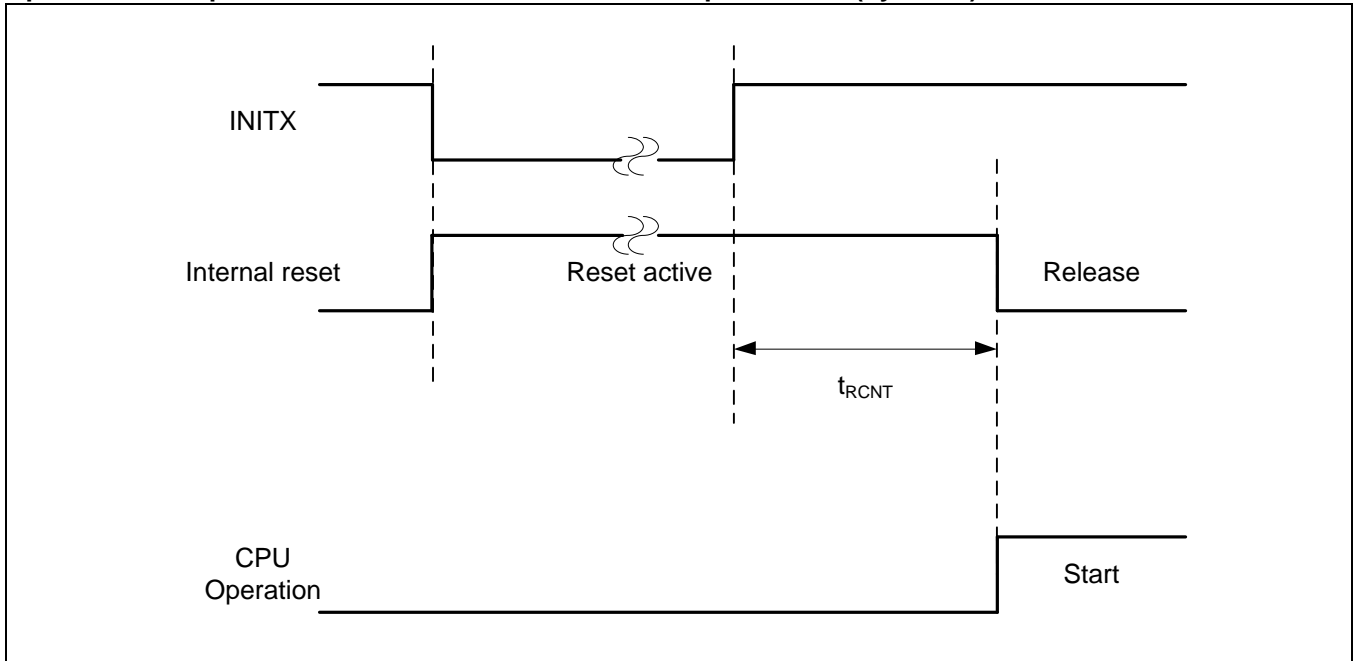 INITX
Internal reset
Reset active
Release
tRCNT
CPU
Operation
Start